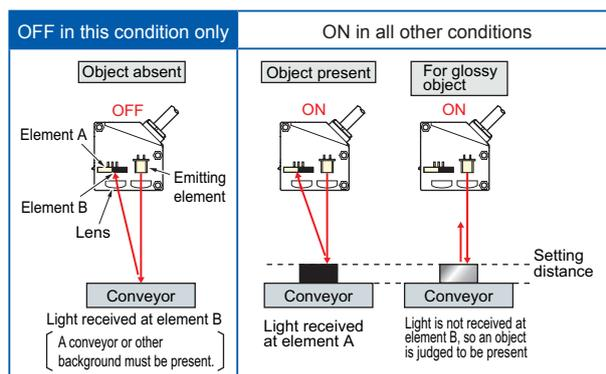 OFF in this condition only
ON in all other conditions
Object absent
Object present
For glossy
object
OFF
ON
ON
Element A
Element B
Lens
Emitting
element
Setting
distance
Conveyor
Conveyor
Conveyor
Light received at element B
A conveyor or other
background must be present.
Light received
at element A
Light is not received at
element B, so an object
is judged to be present